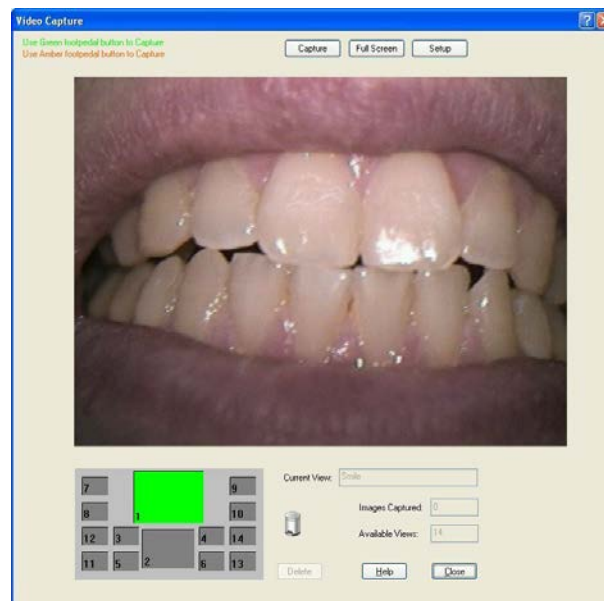 Video Capture
Use Green footpedal button to Capture
Use Amber footpedal button to Capture
Capture Full Screen Setup
Current View: Smile
Images Captured: 0
Available Views: 14
Delete Help Close
7 1 9
8 10
12 3 2 4 14
11 5 6 13